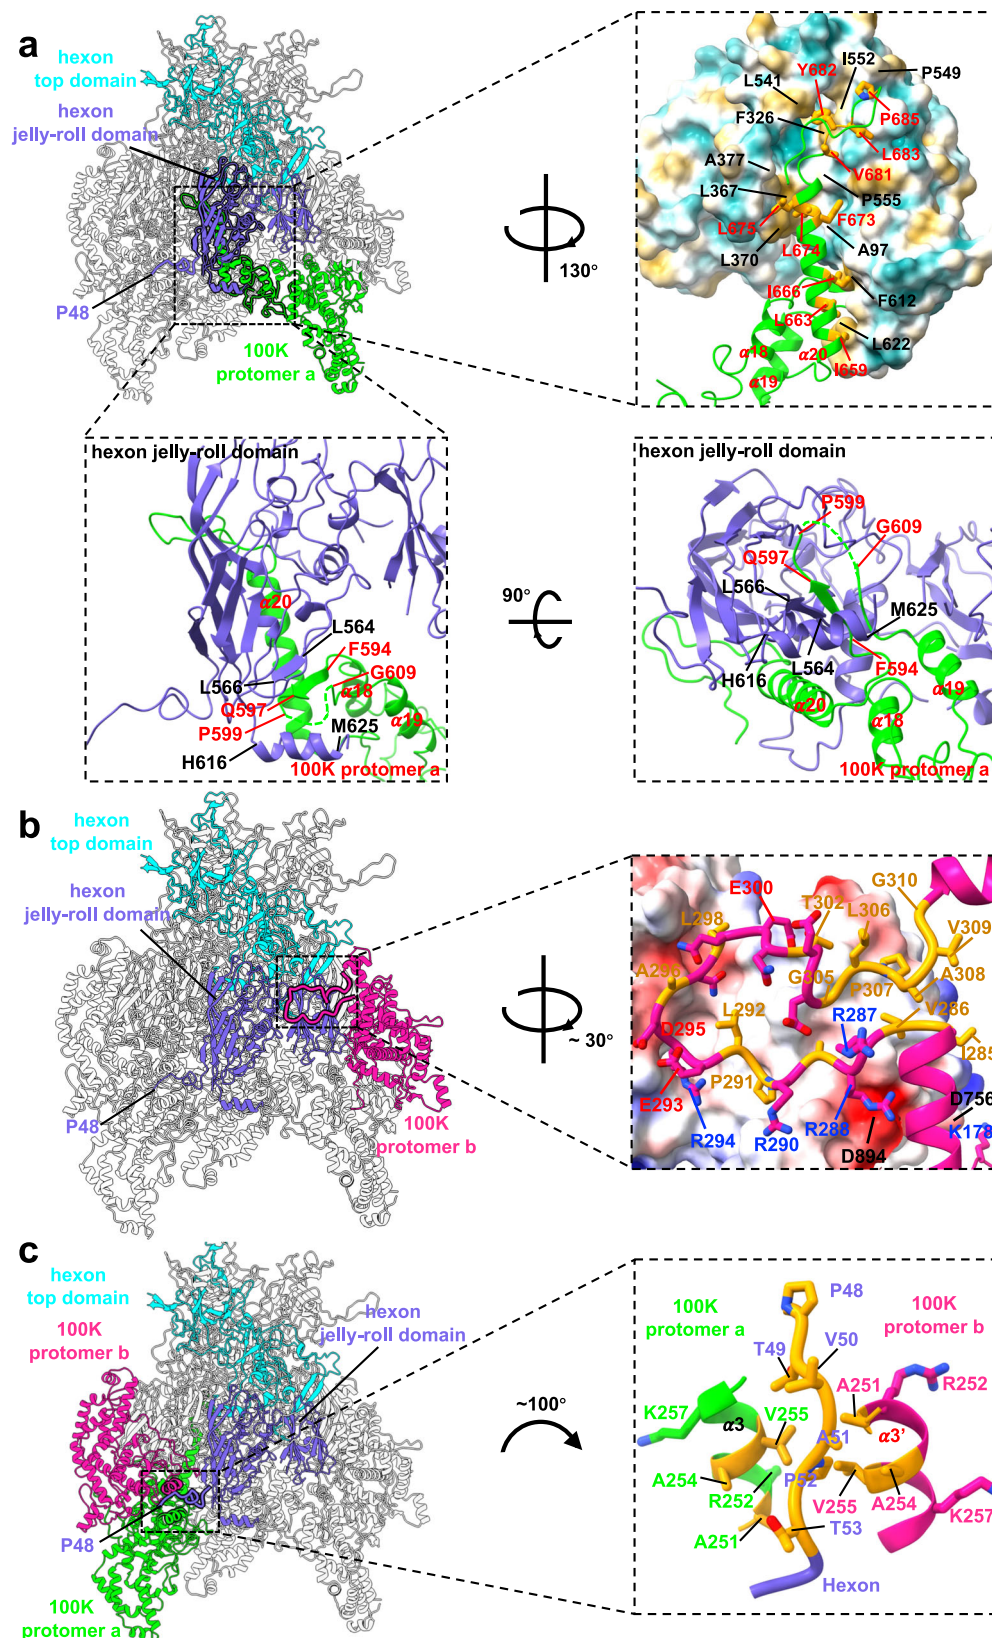 a
hexon
top domain
hexon
jelly-roll domain
P48
100K
protomer a
130°
Y682
I552
P549
L541
P685
F326
L683
A377
V681
L367
P555
L675
F673
L674
L370
A97
I666
F612
L663
L622
α18
α20
I659
α19
hexon jelly-roll domain
α20
L564
F594
L566
G609
α18
Q597
α19
P599
M625
H616
100K protomer a
90°
hexon jelly-roll domain
P599
G609
Q597
L566
M625
H616
L564
F594
α19
α20
α18
100K protomer a
b
hexon
top domain
hexon
jelly-roll domain
P48
100K
protomer b
~ 30°
E300
G310
T302
L306
L298
V309
A296
G305
A308
P307
L292
V286
R287
D295
I285
P291
D756
E293
R288
K178
R294
R290
D894
c
hexon
top domain
hexon
jelly-roll domain
100K
protomer b
P48
100K
protomer a
~100°
P48
100K
protomer a
100K
protomer b
T49
V50
R252
A251
K257
α3
V255
A51
α3'
A254
P52
R252
V255
A254
K257
T53
A251
Hexon